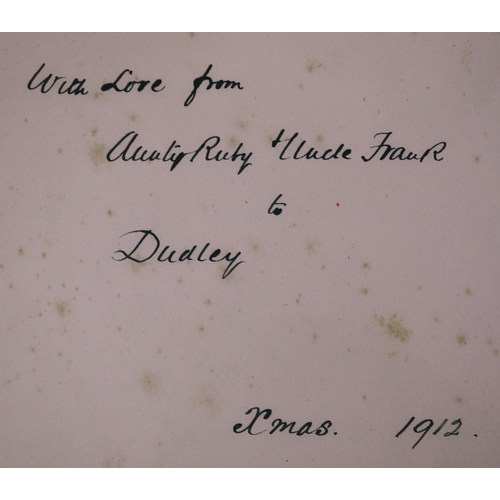 With Love from
Aunty Ruby & Uncle Frank
to
Dudley
Xmas. 1912.